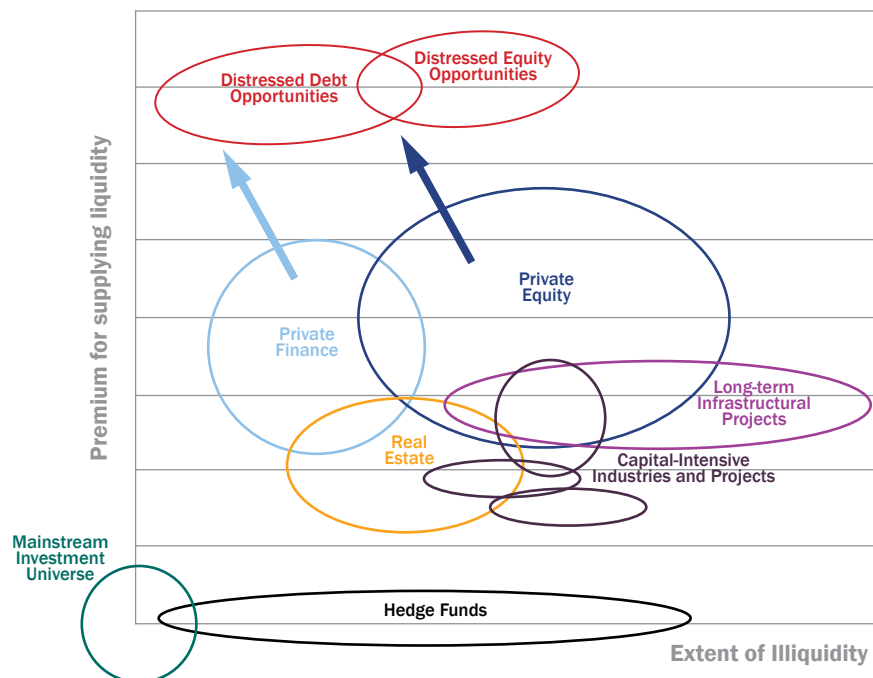 Distressed Equity
Opportunities
Distressed Debt
Opportunities
Premium for supplying liquidity
Private
Equity
Private
Finance
Long-term
Infrastructural
Projects
Real
Estate
Capital-Intensive
Industries and Projects
Mainstream
Investment
Universe
Hedge Funds
Extent of Illiquidity